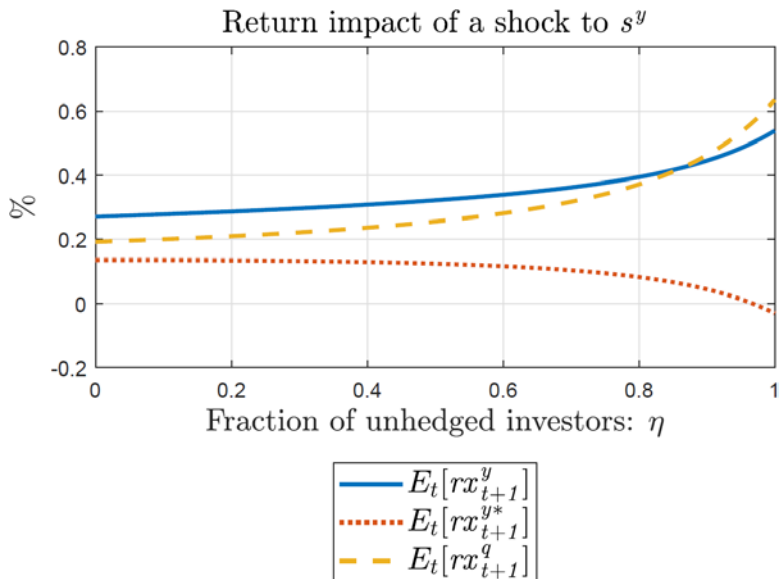 Return impact of a shock to s^y
%
0.8
0.6
0.4
0.2
0
-0.2
0 0.2 0.4 0.6 0.8 1
Fraction of unhedged investors: η
E_t[rx^y_{t+1}]
E_t[rx^{y*}_{t+1}]
E_t[rx^q_{t+1}]